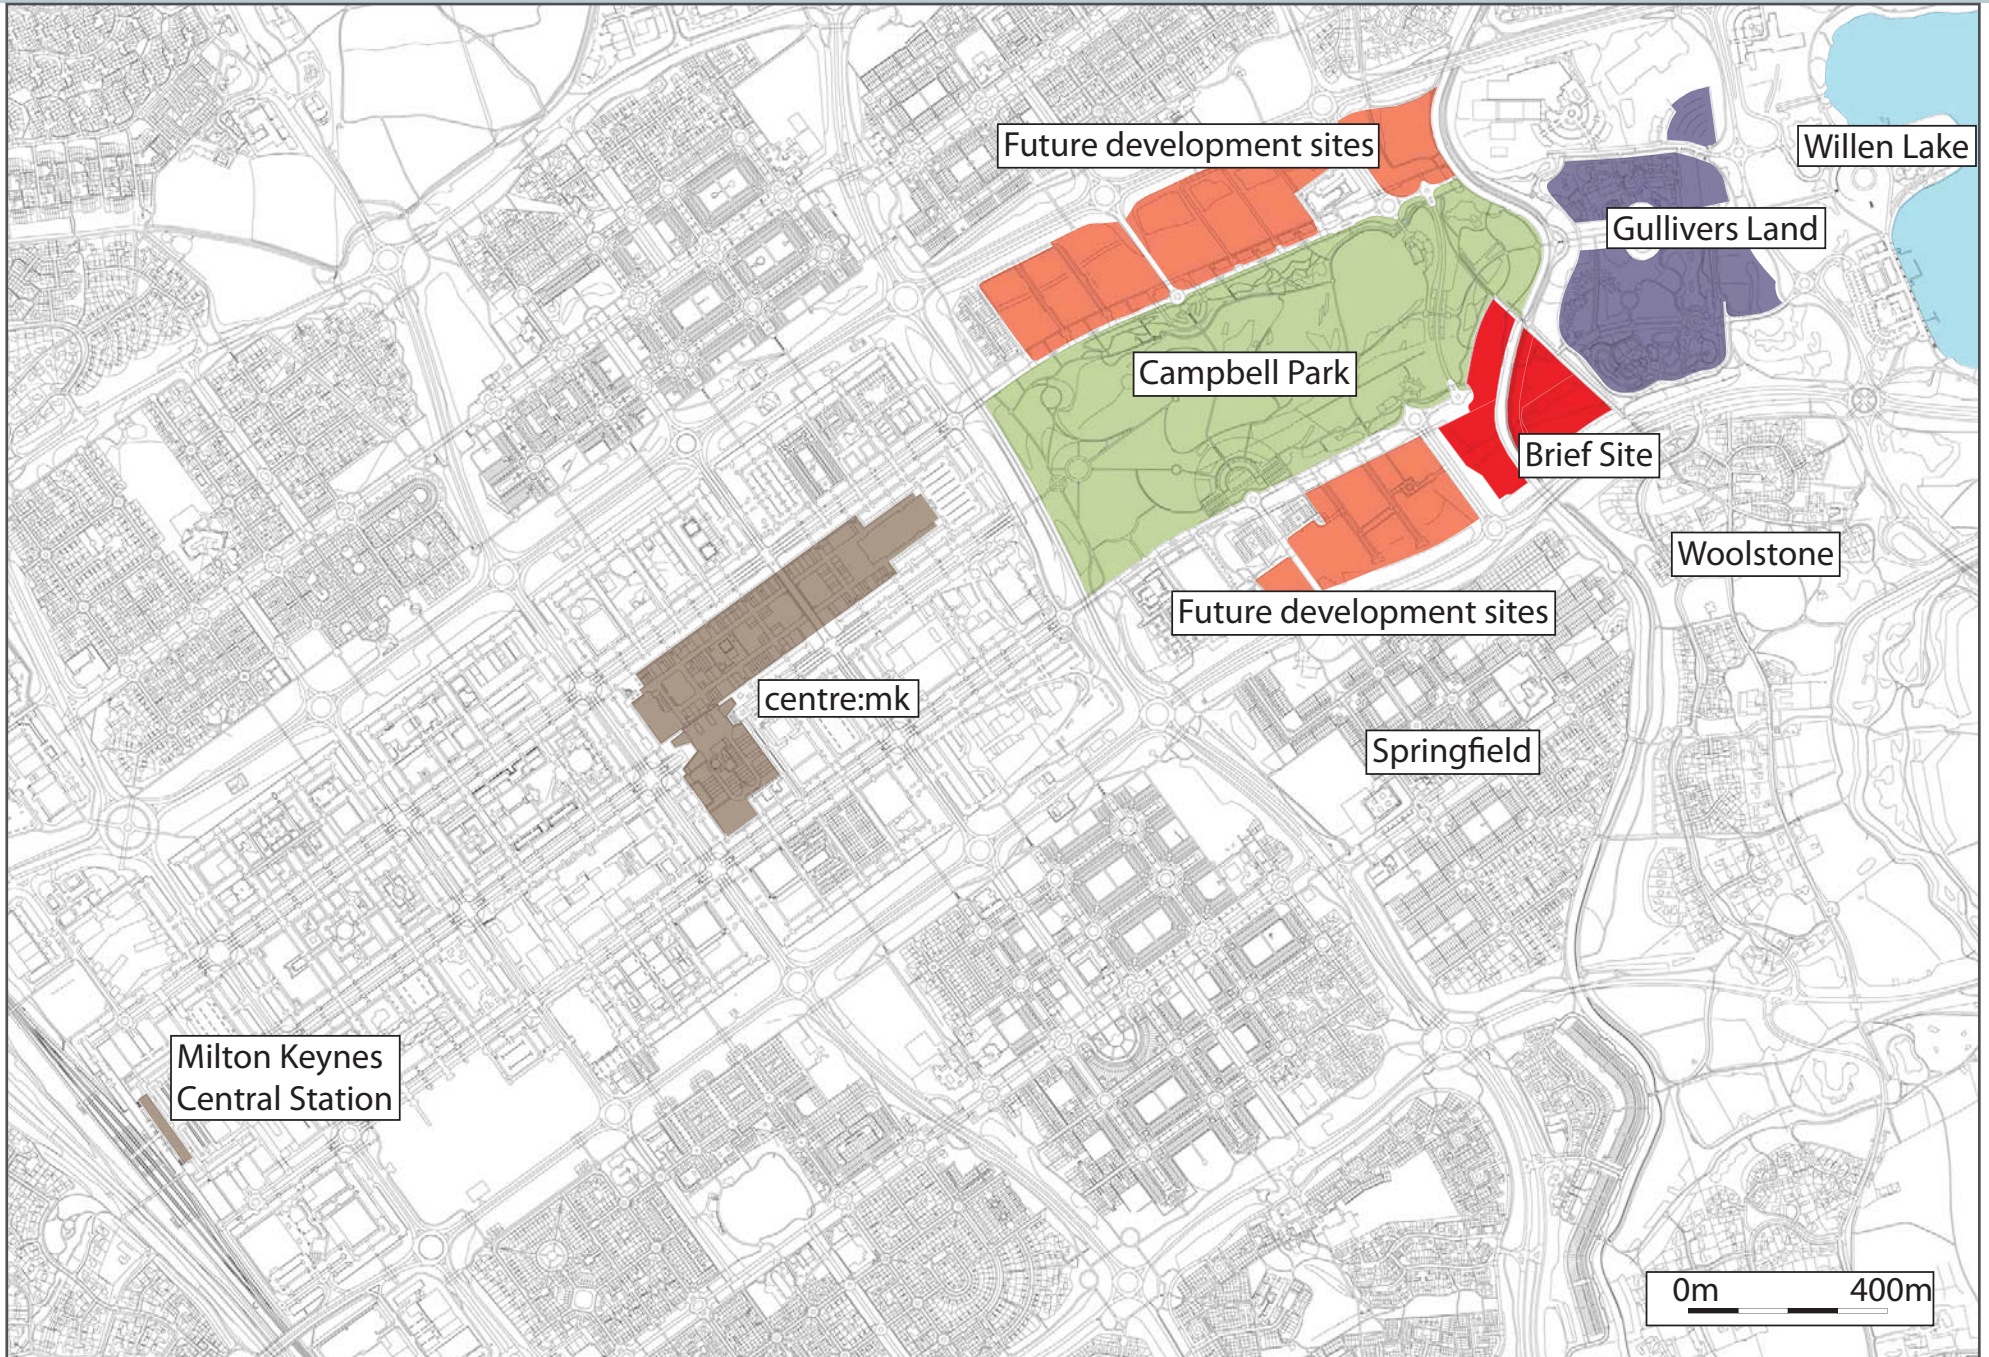 Future development sites
Willen Lake
Gullivers Land
Campbell Park
Brief Site
Woolstone
Future development sites
centre:mk
Springfield
Milton Keynes
Central Station
0m 400m